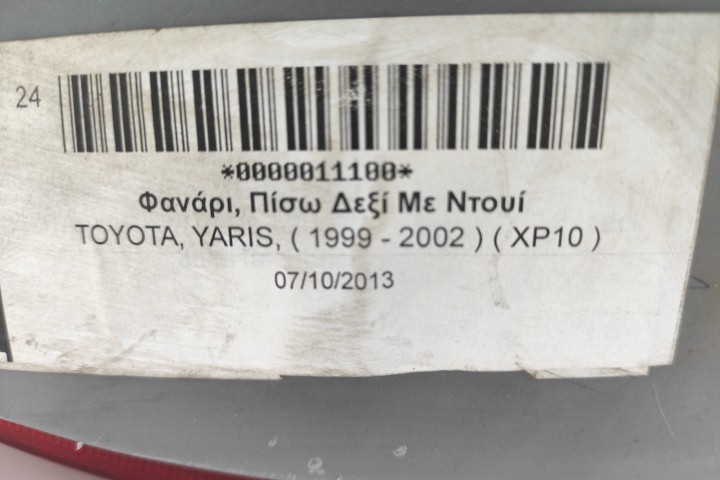 24
*0000011100*
Φανάρι, Πίσω Δεξί Με Ντουί
TOYOTA, YARIS, ( 1999 - 2002 ) ( XP10 )
07/10/2013